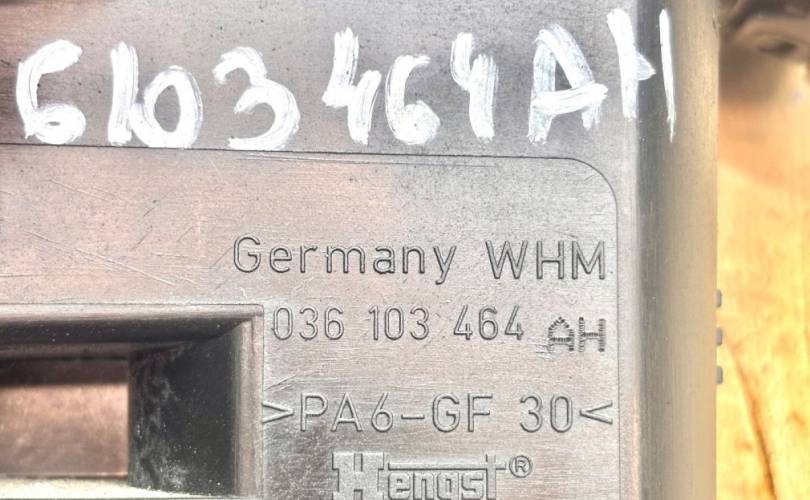 6103464AH
Germany WHM
036 103 464 AH
>PA6-GF 30<
Hengst®